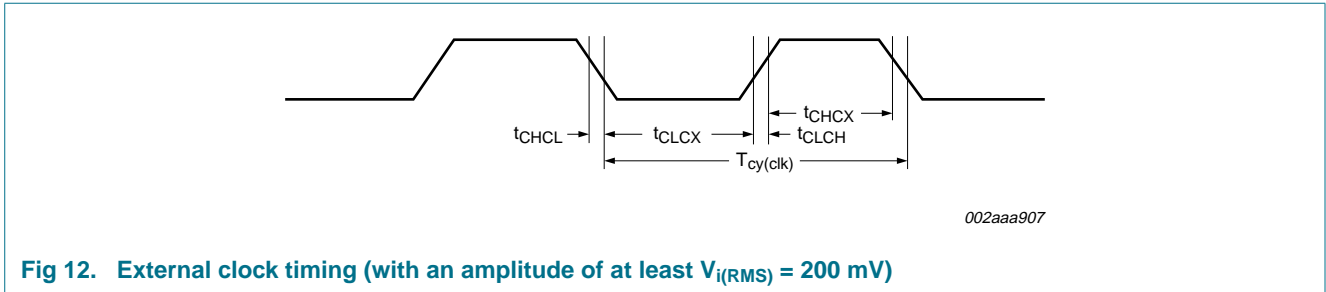 tCHCX
tCHCL tCLCX tCLCH
Tcy(clk)
002aaa907
Fig 12. External clock timing (with an amplitude of at least Vi(RMS) = 200 mV)